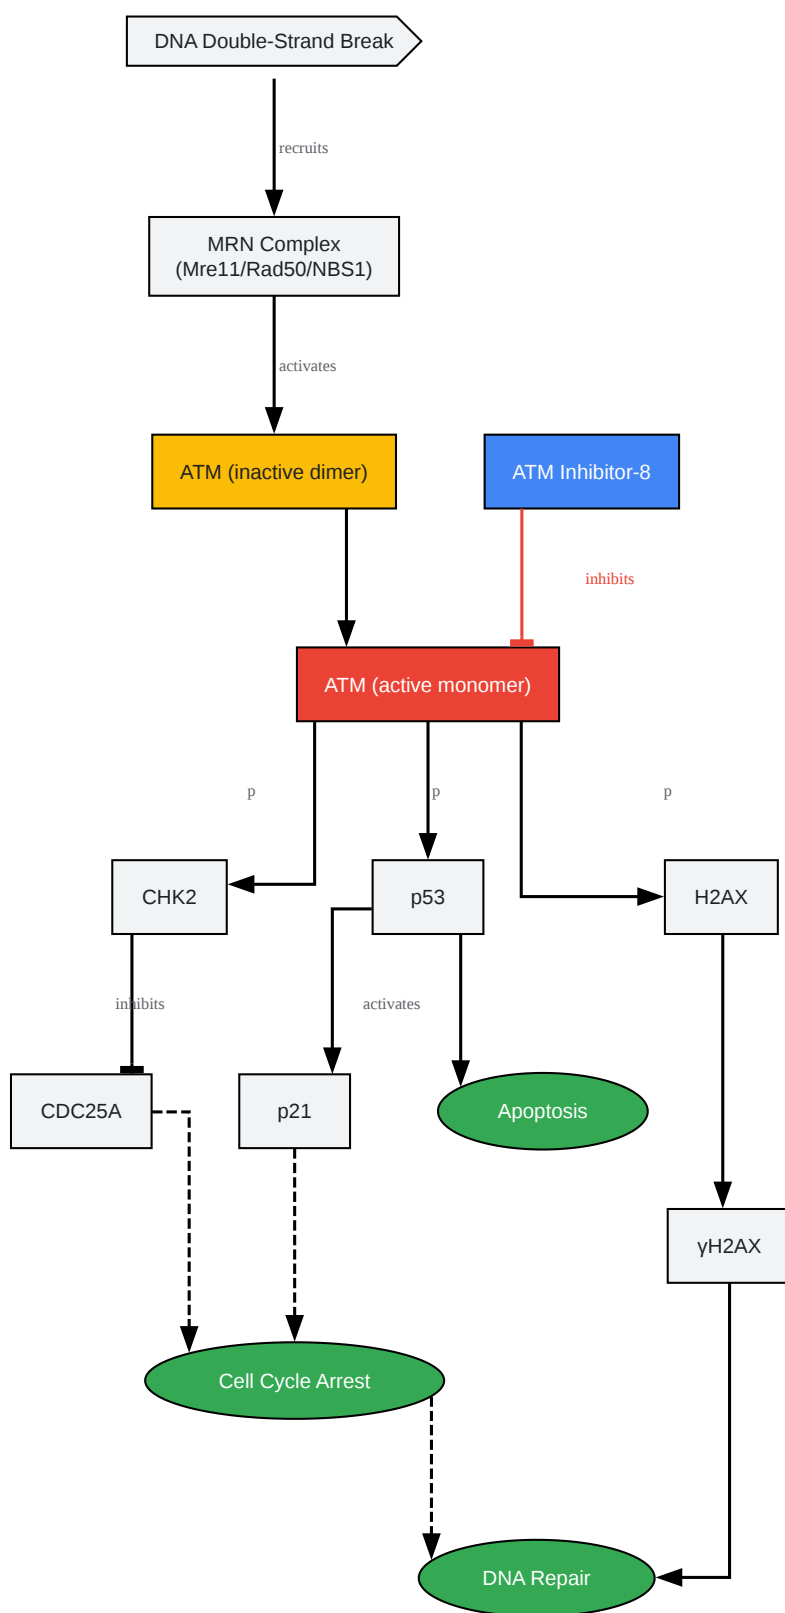 DNA Double-Strand Break
recruits
MRN Complex
(Mre11/Rad50/NBS1)
activates
ATM (inactive dimer)
ATM Inhibitor-8
inhibits
ATM (active monomer)
p
p
p
CHK2
p53
H2AX
inhibits
activates
CDC25A
p21
Apoptosis
γH2AX
Cell Cycle Arrest
DNA Repair